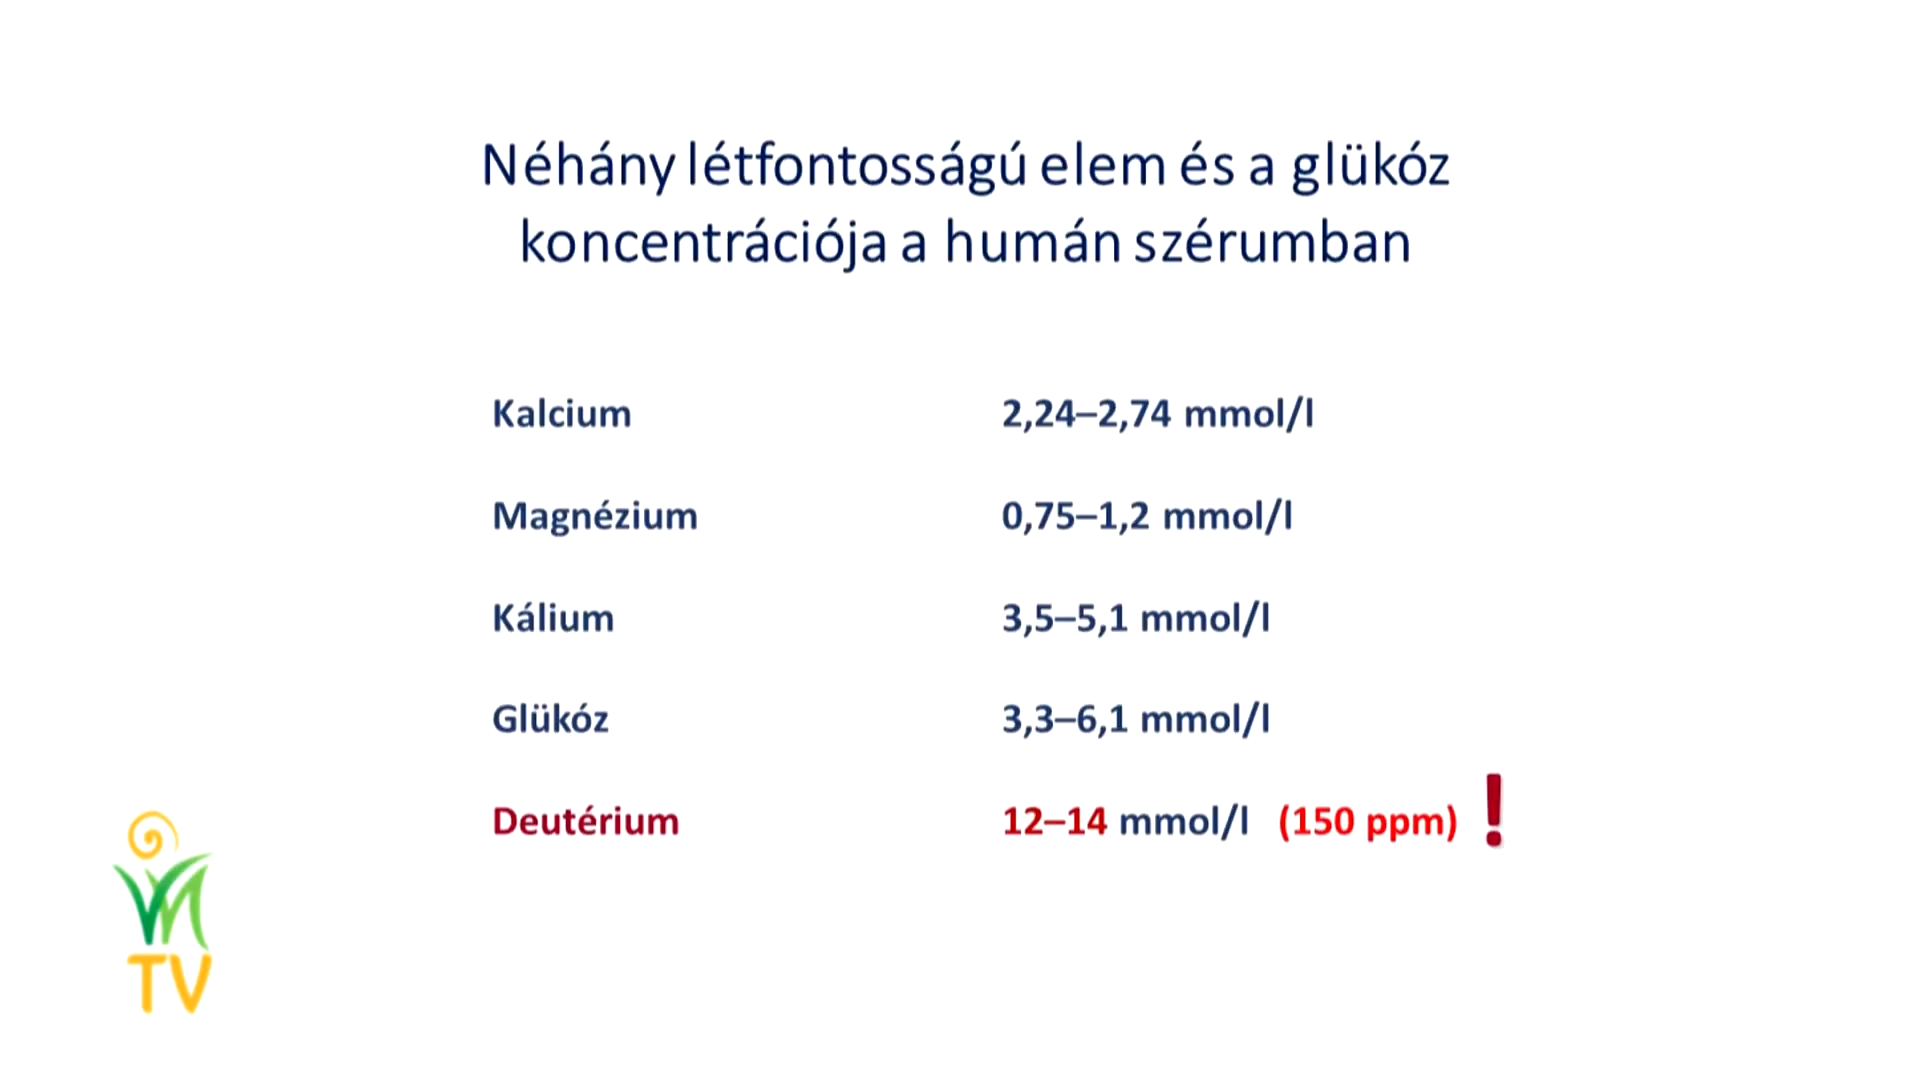 Néhány létfontosságú elem és a glükóz
koncentrációja a humán szérumban
Kalcium 2,24–2,74 mmol/l
Magnézium 0,75–1,2 mmol/l
Kálium 3,5–5,1 mmol/l
Glükóz 3,3–6,1 mmol/l
Deutérium 12–14 mmol/l (150 ppm) !
TV